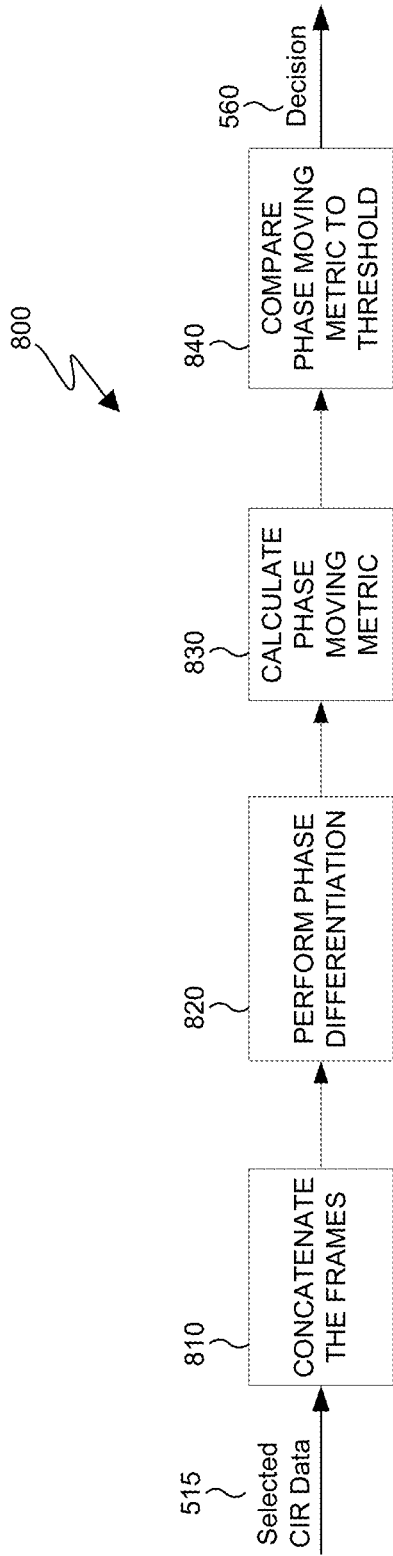 800
515
Selected
CIR Data
810
CONCATENATE
THE FRAMES
820
PERFORM PHASE
DIFFERENTIATION
830
CALCULATE
PHASE
MOVING
METRIC
840
COMPARE
PHASE MOVING
METRIC TO
THRESHOLD
560
Decision